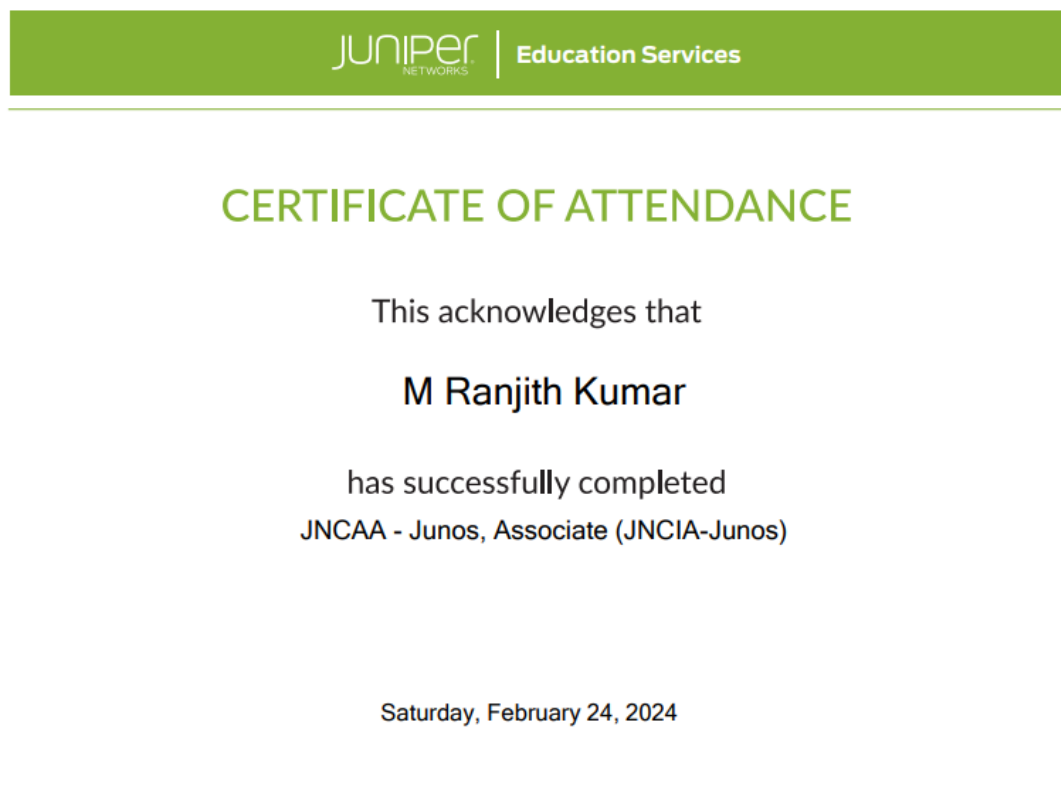 JUNIPER NETWORKS | Education Services
CERTIFICATE OF ATTENDANCE
This acknowledges that
M Ranjith Kumar
has successfully completed
JNCAA - Junos, Associate (JNCIA-Junos)
Saturday, February 24, 2024